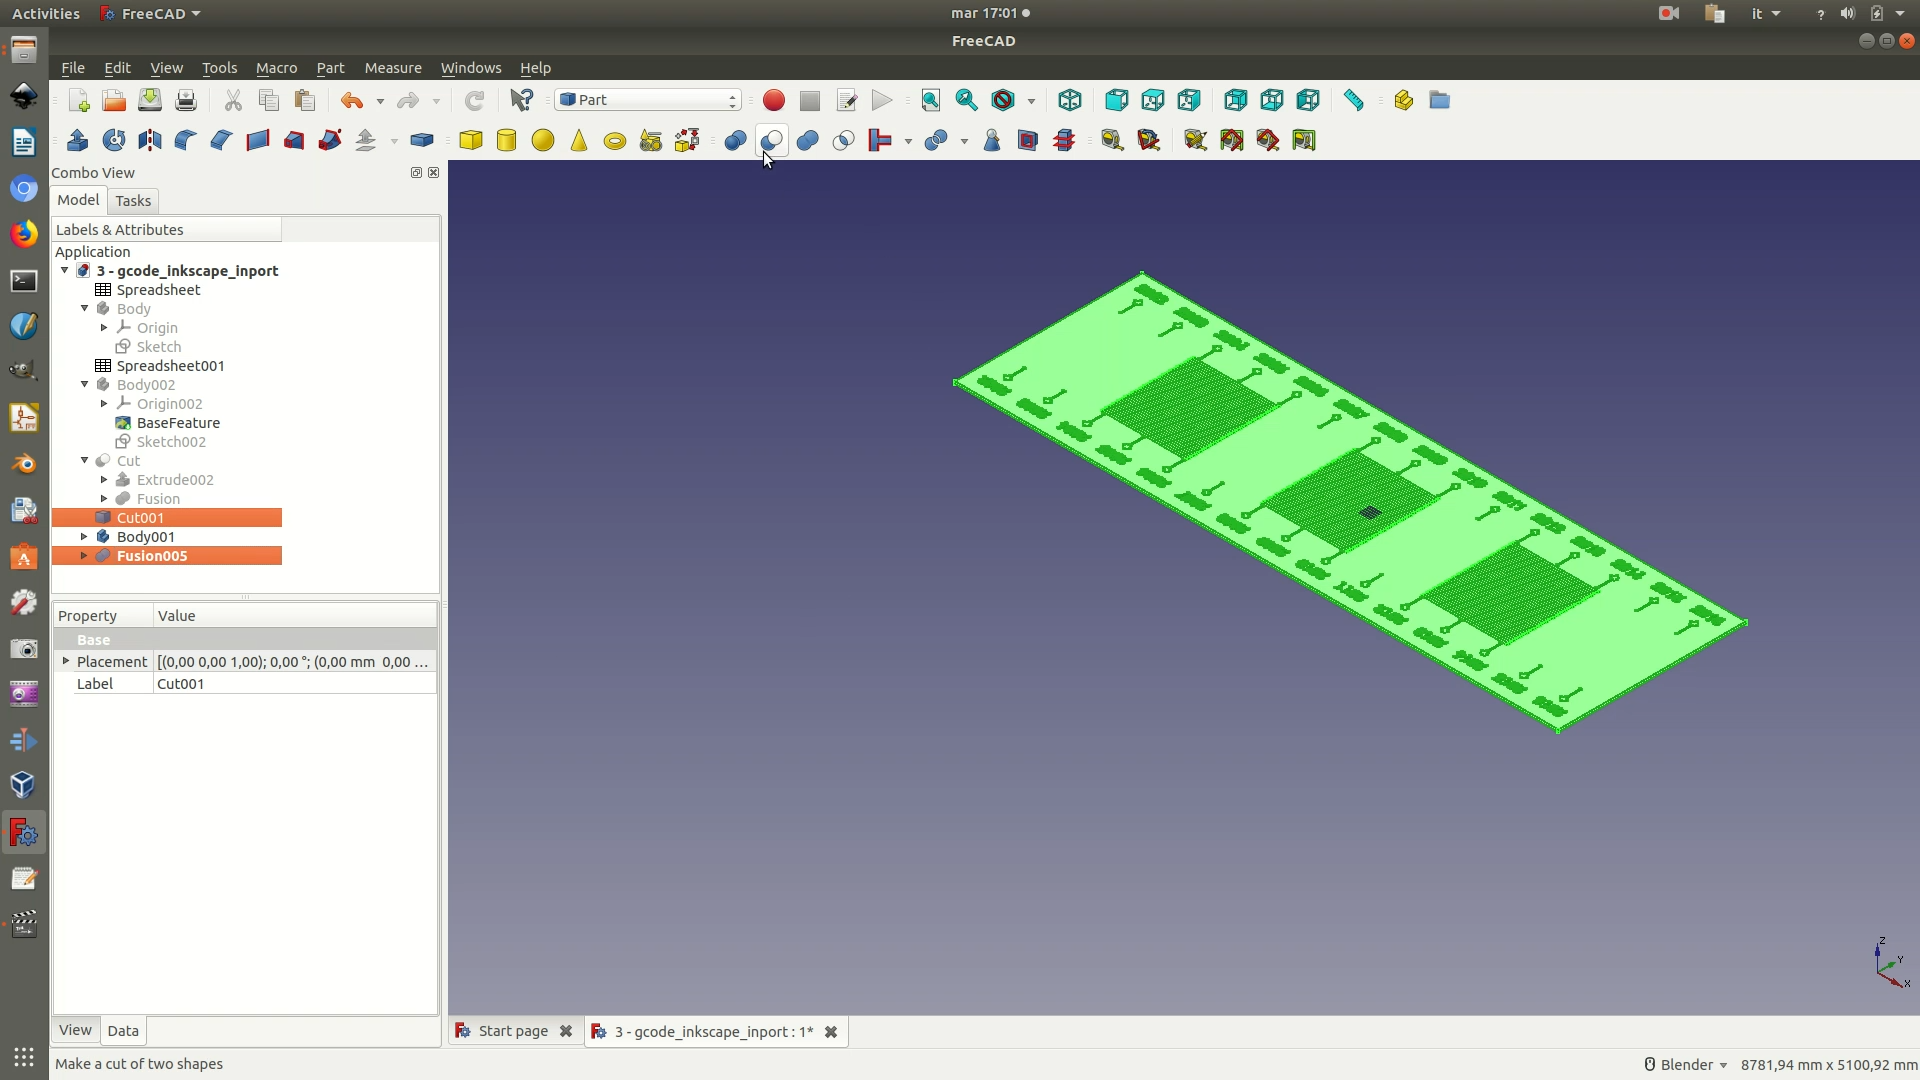 Activities FreeCAD mar 17:01 it ?
FreeCAD
File Edit View Tools Macro Part Measure Windows Help
Part
Combo View
Model Tasks
Labels & Attributes
Application
3 - gcode_inkscape_inport
Spreadsheet
Body
Origin
Sketch
Spreadsheet001
Body002
Origin002
BaseFeature
Sketch002
Cut
Extrude002
Fusion
Cut001
Body001
Fusion005
Property Value
Base
Placement [(0,00 0,00 1,00); 0,00 °; (0,00 mm 0,00 ...
Label Cut001
Z
Y
X
View Data
Start page 3 - gcode_inkscape_inport : 1*
Make a cut of two shapes Blender 8781,94 mm x 5100,92 mm